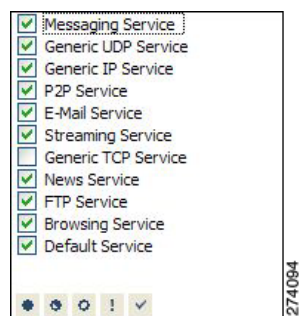 Messaging Service
Generic UDP Service
Generic IP Service
P2P Service
E-Mail Service
Streaming Service
Generic TCP Service
News Service
FTP Service
Browsing Service
Default Service
274094